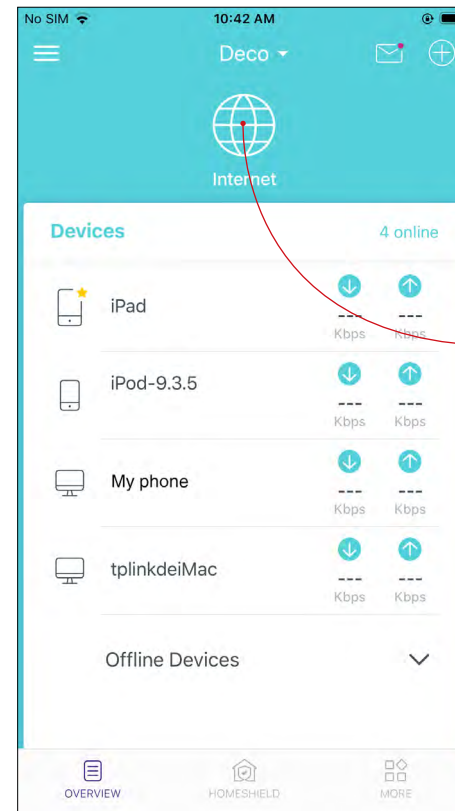 No SIM 10:42 AM
Deco
Internet
Devices 4 online
iPad
--- ---
Kbps Kbps
iPod-9.3.5
--- ---
Kbps Kbps
My phone
--- ---
Kbps Kbps
tplinkdeiMac
--- ---
Kbps Kbps
Offline Devices
OVERVIEW HOMESHIELD MORE